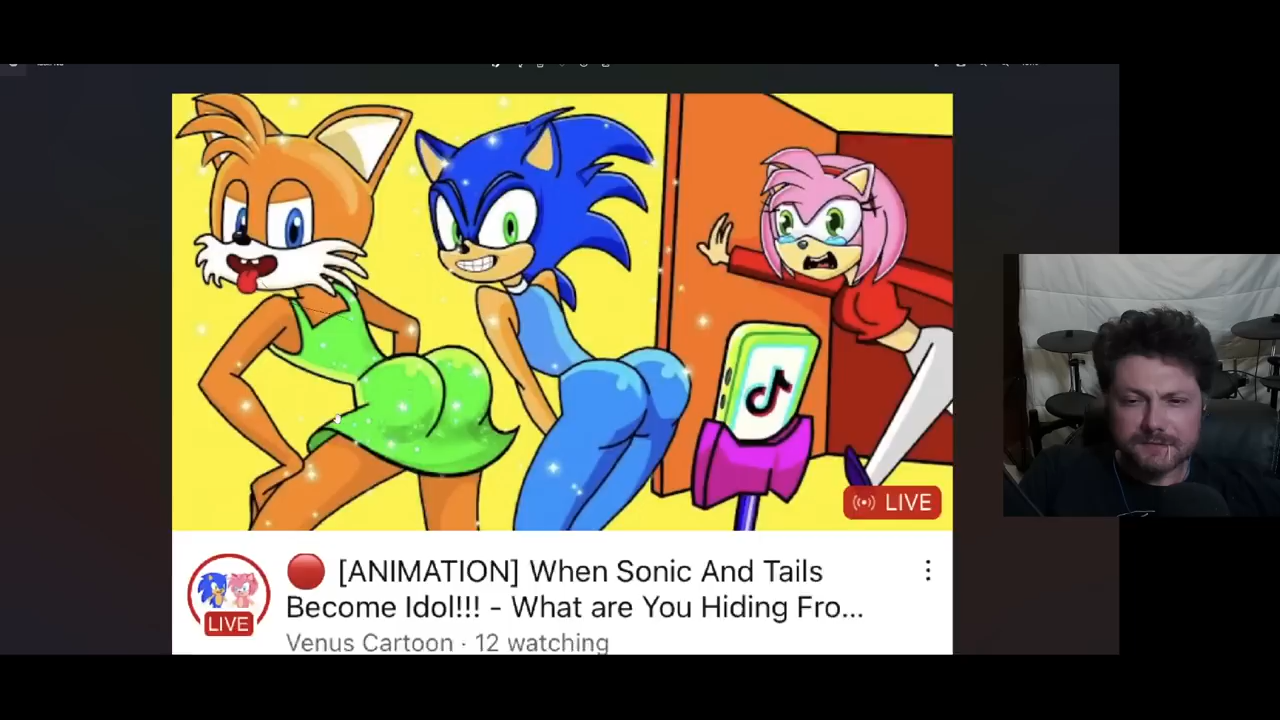 LIVE
🔴 [ANIMATION] When Sonic And Tails
Become Idol!!! - What are You Hiding Fro...
LIVE
Venus Cartoon · 12 watching